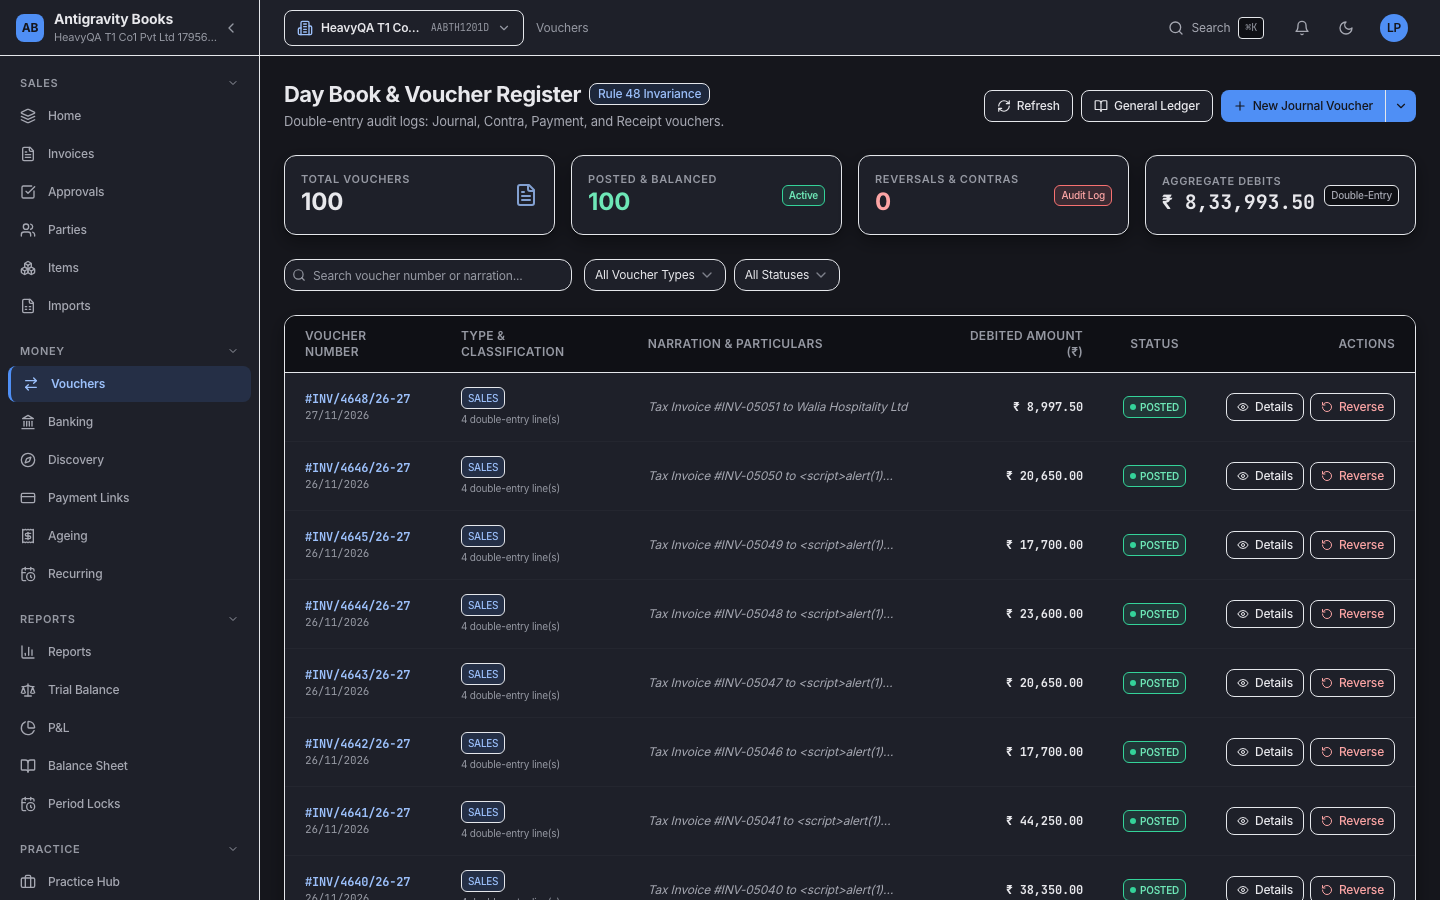 AB
Antigravity Books
HeavyQA T1 Co1 Pvt Ltd 17956...
HeavyQA T1 Co... AABTH1201D
Vouchers
Search ⌘K
LP
SALES
Home
Invoices
Approvals
Parties
Items
Imports
MONEY
Vouchers
Banking
Discovery
Payment Links
Ageing
Recurring
REPORTS
Reports
Trial Balance
P&L
Balance Sheet
Period Locks
PRACTICE
Practice Hub
Day Book & Voucher Register Rule 48 Invariance
Double-entry audit logs: Journal, Contra, Payment, and Receipt vouchers.
Refresh
General Ledger
New Journal Voucher
TOTAL VOUCHERS
100
POSTED & BALANCED
100
Active
REVERSALS & CONTRAS
0
Audit Log
AGGREGATE DEBITS
₹ 8,33,993.50
Double-Entry
Search voucher number or narration...
All Voucher Types
All Statuses
VOUCHER NUMBER
TYPE & CLASSIFICATION
NARRATION & PARTICULARS
DEBITED AMOUNT (₹)
STATUS
ACTIONS
#INV/4648/26-27 SALES Tax Invoice #INV-05051 to Walia Hospitality Ltd ₹ 8,997.50 POSTED Details Reverse
27/11/2026 4 double-entry line(s)
#INV/4646/26-27 SALES Tax Invoice #INV-05050 to <script>alert(1)... ₹ 20,650.00 POSTED Details Reverse
26/11/2026 4 double-entry line(s)
#INV/4645/26-27 SALES Tax Invoice #INV-05049 to <script>alert(1)... ₹ 17,700.00 POSTED Details Reverse
26/11/2026 4 double-entry line(s)
#INV/4644/26-27 SALES Tax Invoice #INV-05048 to <script>alert(1)... ₹ 23,600.00 POSTED Details Reverse
26/11/2026 4 double-entry line(s)
#INV/4643/26-27 SALES Tax Invoice #INV-05047 to <script>alert(1)... ₹ 20,650.00 POSTED Details Reverse
26/11/2026 4 double-entry line(s)
#INV/4642/26-27 SALES Tax Invoice #INV-05046 to <script>alert(1)... ₹ 17,700.00 POSTED Details Reverse
26/11/2026 4 double-entry line(s)
#INV/4641/26-27 SALES Tax Invoice #INV-05041 to <script>alert(1)... ₹ 44,250.00 POSTED Details Reverse
26/11/2026 4 double-entry line(s)
#INV/4640/26-27 SALES Tax Invoice #INV-05040 to <script>alert(1)... ₹ 38,350.00 POSTED Details Reverse
26/11/2026